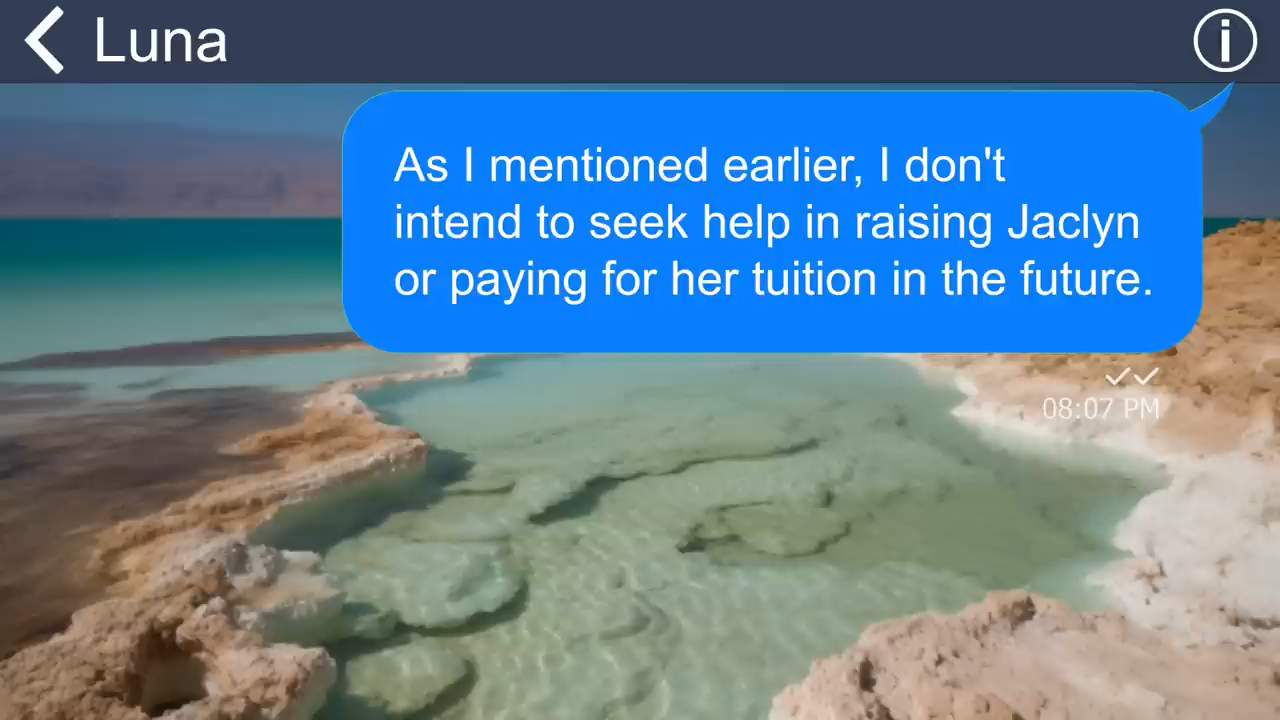 Luna
As I mentioned earlier, I don't
intend to seek help in raising Jaclyn
or paying for her tuition in the future.
08:07 PM